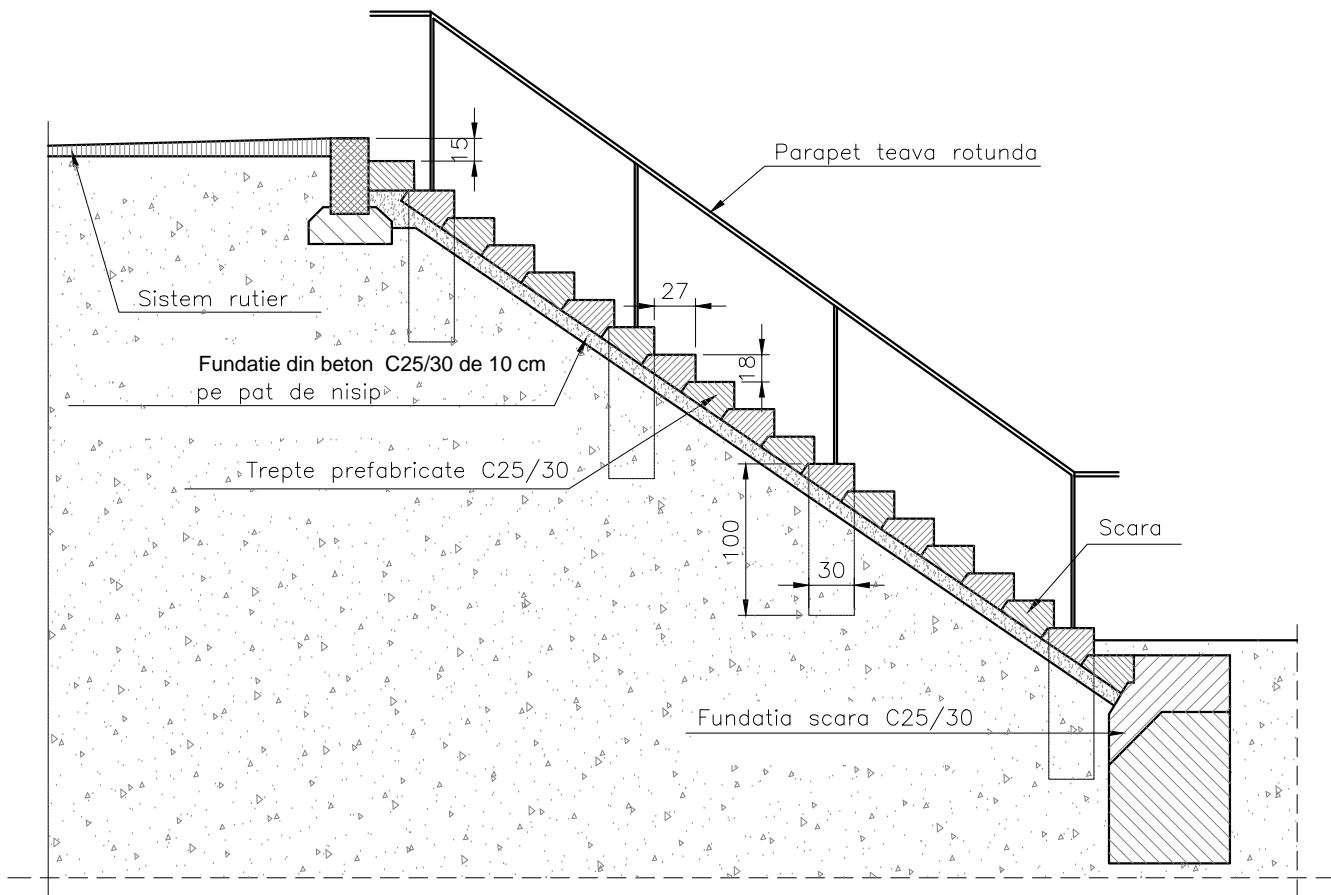 15
Parapet teava rotunda
Sistem rutier
27
Fundatie din beton C25/30 de 10 cm
pe pat de nisip
18
Trepte prefabricate C25/30
100
30
Scara
Fundatia scara C25/30